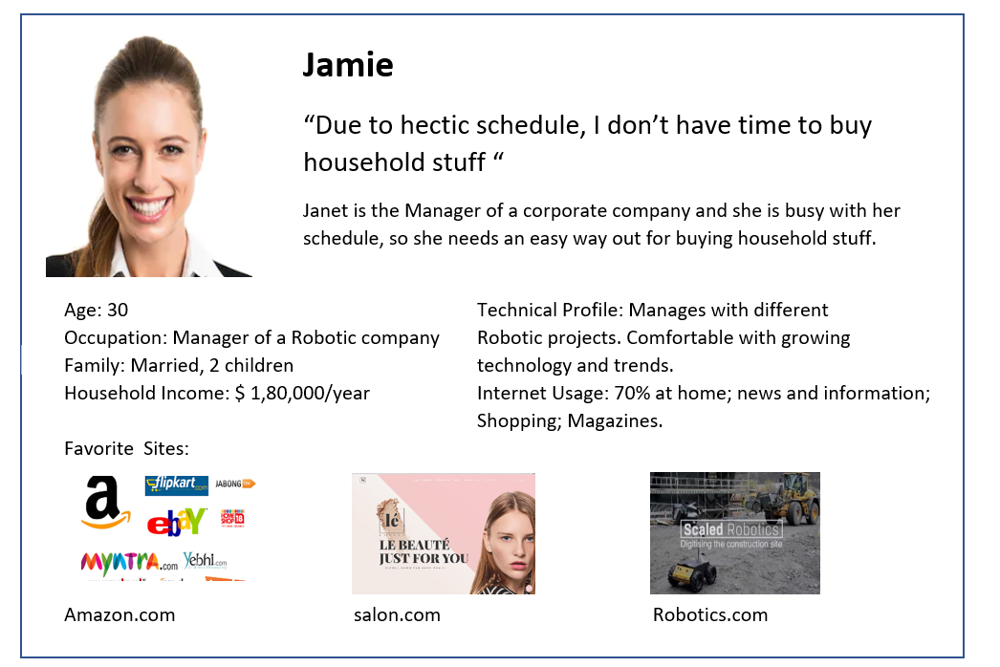 Jamie
“Due to hectic schedule, I don’t have time to buy
household stuff “
Janet is the Manager of a corporate company and she is busy with her
schedule, so she needs an easy way out for buying household stuff.
Age: 30
Occupation: Manager of a Robotic company
Family: Married, 2 children
Household Income: $ 1,80,000/year
Technical Profile: Manages with different
Robotic projects. Comfortable with growing
technology and trends.
Internet Usage: 70% at home; news and information;
Shopping; Magazines.
Favorite Sites:
a
flipkart.com
JABONG
ebaY
HOME
SHOP18
MYNTRA.com
Yebhi.com
lé
LE BEAUTÉ
JUST FOR YOU
Scaled Robotics
Digitising the construction site
Amazon.com
salon.com
Robotics.com